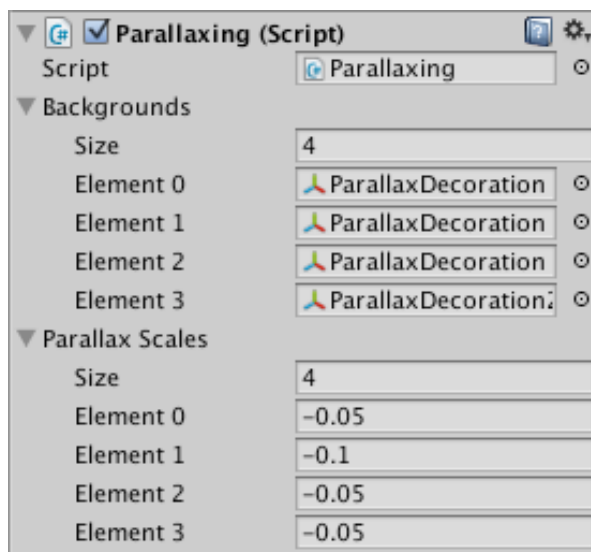 Parallaxing (Script)
Script Parallaxing
Backgrounds
Size 4
Element 0 ParallaxDecoration
Element 1 ParallaxDecoration
Element 2 ParallaxDecoration
Element 3 ParallaxDecoration2
Parallax Scales
Size 4
Element 0 -0.05
Element 1 -0.1
Element 2 -0.05
Element 3 -0.05